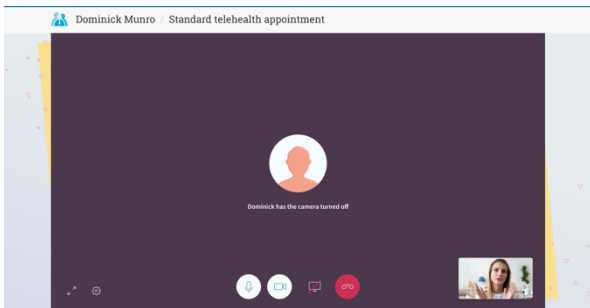 Dominick Munro / Standard telehealth appointment
Dominick has the camera turned off